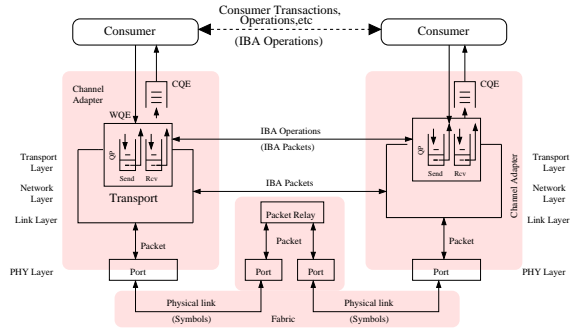 Consumer Transactions,
Operations,etc
(IBA Operations)
Consumer
Consumer
Channel
Adapter
CQE
WQE
QP
Send
Rcv
Transport
CQE
QP
Send
Rcv
Channel Adapter
IBA Operations
(IBA Packets)
IBA Packets
Transport
Layer
Network
Layer
Link Layer
PHY Layer
Transport
Layer
Network
Layer
Link Layer
PHY Layer
Packet
Port
Packet Relay
Packet
Port
Port
Packet
Port
Physical link
(Symbols)
Fabric
Physical link
(Symbols)